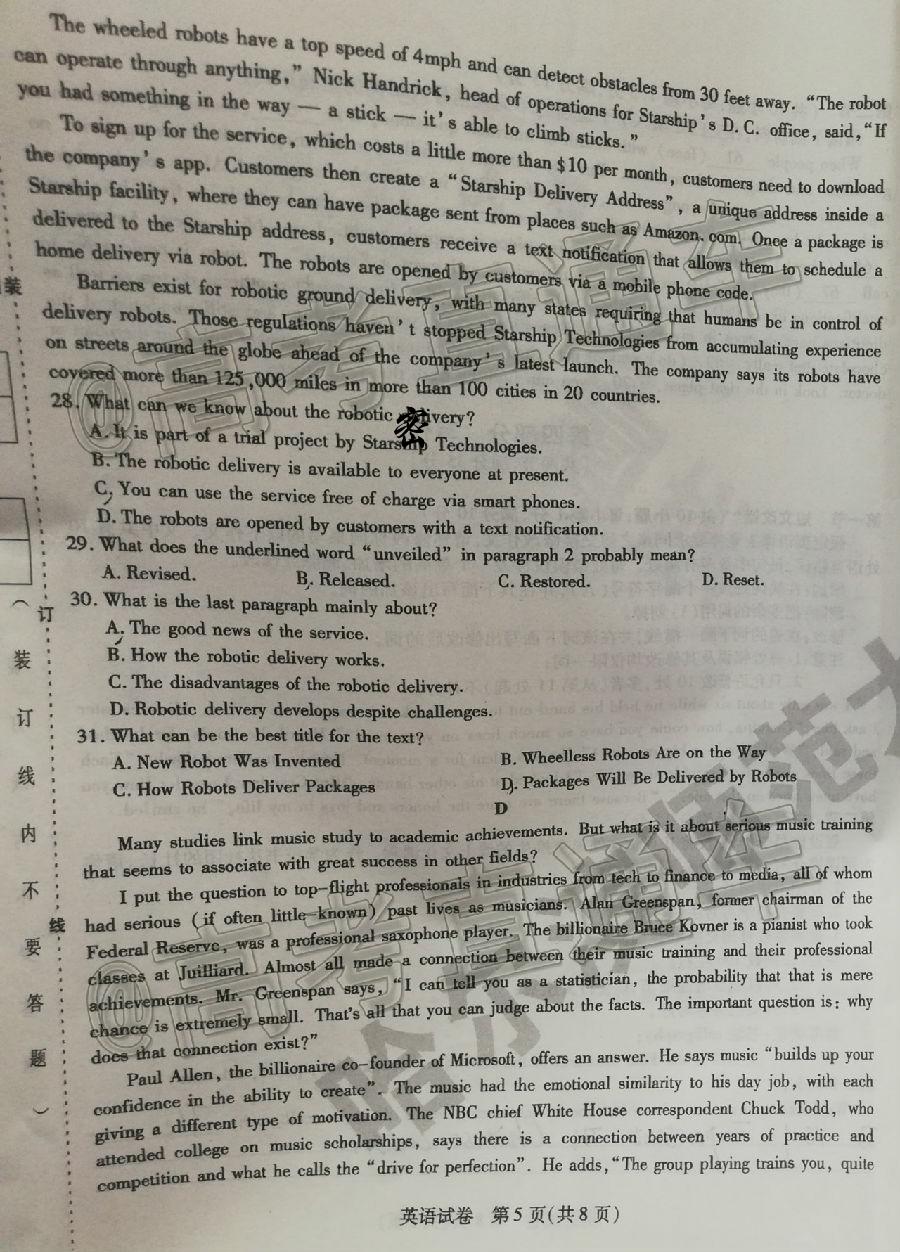 The wheeled robots have a top speed of 4mph and can detect obstacles from 30 feet away. “The robot
can operate through anything,” Nick Handrick, head of operations for Starship's D.C. office, said, “If
you had something in the way — a stick — it's able to climb sticks.”
To sign up for the service, which costs a little more than $10 per month, customers need to download
the company's app. Customers then create a “Starship Delivery Address”, a unique address inside a
Starship facility, where they can have package sent from places such as Amazon.com. Once a package is
delivered to the Starship address, customers receive a text notification that allows them to schedule a
home delivery via robot. The robots are opened by customers via a mobile phone code.
Barriers exist for robotic ground delivery, with many states requiring that humans be in control of
delivery robots. Those regulations haven't stopped Starship Technologies from accumulating experience
on streets around the globe ahead of the company's latest launch. The company says its robots have
covered more than 125,000 miles in more than 100 cities in 20 countries.
28. What can we know about the robotic delivery?
A. It is part of a trial project by Starship Technologies.
B. The robotic delivery is available to everyone at present.
C. You can use the service free of charge via smart phones.
D. The robots are opened by customers with a text notification.
29. What does the underlined word “unveiled” in paragraph 2 probably mean?
A. Revised. B. Released. C. Restored. D. Reset.
30. What is the last paragraph mainly about?
A. The good news of the service.
B. How the robotic delivery works.
C. The disadvantages of the robotic delivery.
D. Robotic delivery develops despite challenges.
31. What can be the best title for the text?
A. New Robot Was Invented B. Wheelless Robots Are on the Way
C. How Robots Deliver Packages D. Packages Will Be Delivered by Robots
D
Many studies link music study to academic achievements. But what is it about serious music training
that seems to associate with great success in other fields?
I put the question to top-flight professionals in industries from tech to finance to media, all of whom
had serious (if often little-known) past lives as musicians. Alan Greenspan, former chairman of the
Federal Reserve, was a professional saxophone player. The billionaire Bruce Kovner is a pianist who took
classes at Juilliard. Almost all made a connection between their music training and their professional
achievements. Mr. Greenspan says, “I can tell you as a statistician, the probability that that is mere
chance is extremely small. That's all that you can judge about the facts. The important question is: why
does that connection exist?”
Paul Allen, the billionaire co-founder of Microsoft, offers an answer. He says music “builds up your
confidence in the ability to create”. The music had the emotional similarity to his day job, with each
giving a different type of motivation. The NBC chief White House correspondent Chuck Todd, who
attended college on music scholarships, says there is a connection between years of practice and
competition and what he calls the “drive for perfection”. He adds, “The group playing trains you, quite
英语试卷 第5页(共8页)
装
密
订
线
（装订线内不要答题）
@高考直通车
@高考直通车
哈尔滨师范大